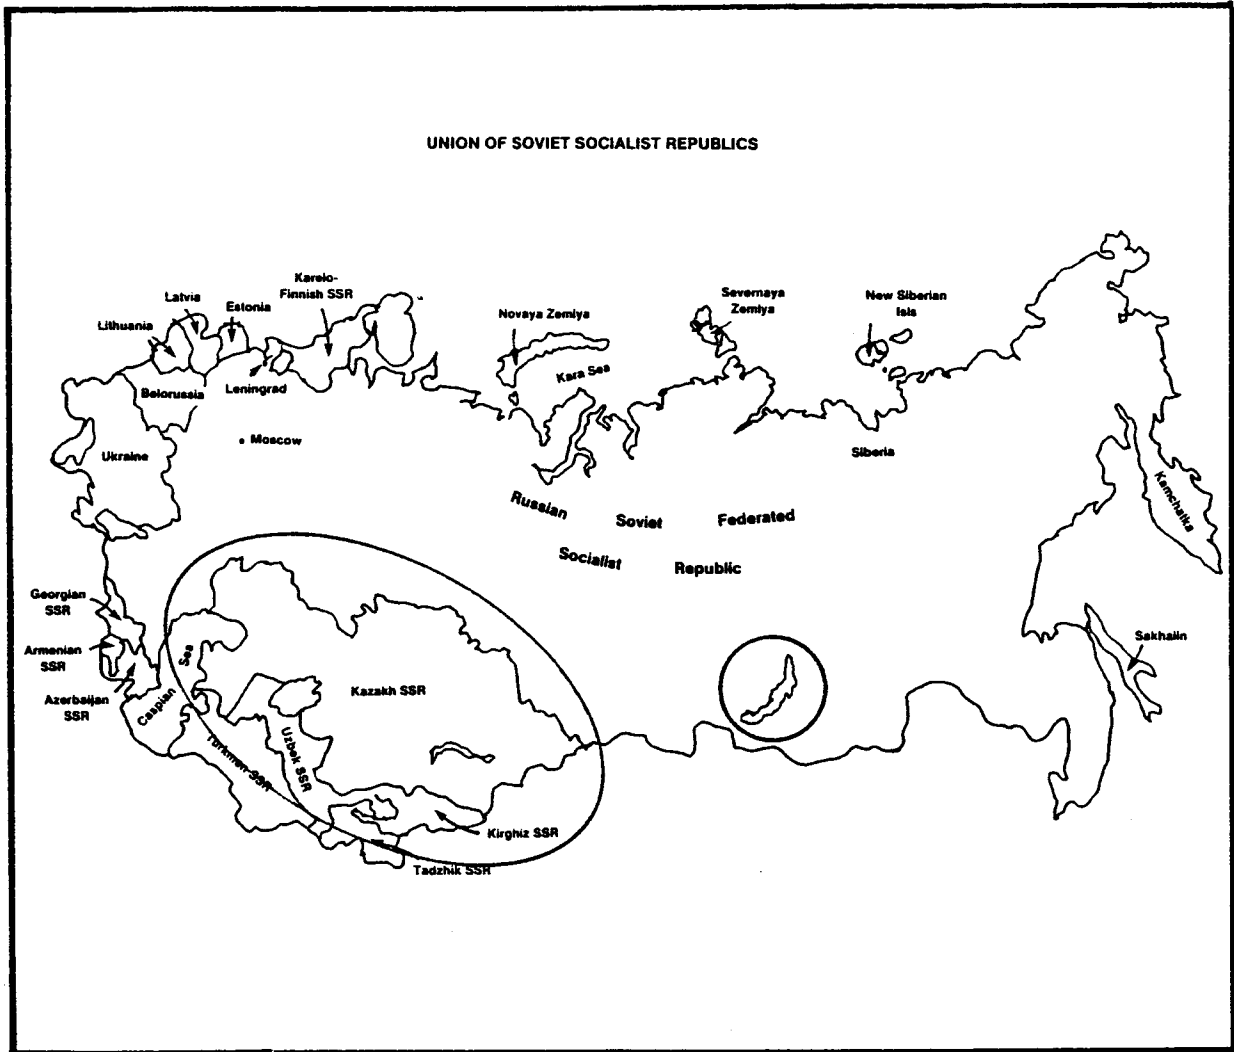 UNION OF SOVIET SOCIALIST REPUBLICS
Karelo-
Finnish SSR
Latvia
Estonia
Lithuania
Novaya Zemlya
Severnaya
Zemlya
New Siberian
Isls
Kara Sea
Belorussia
Leningrad
Moscow
Ukraine
Siberia
Kamchatka
Russian Soviet Federated
Socialist Republic
Georgian
SSR
Armenian
SSR
Azerbaijan
SSR
Caspian
Sea
Kazakh SSR
Sakhalin
Turkmen SSR
Uzbek SSR
Kirghiz SSR
Tadzhik SSR